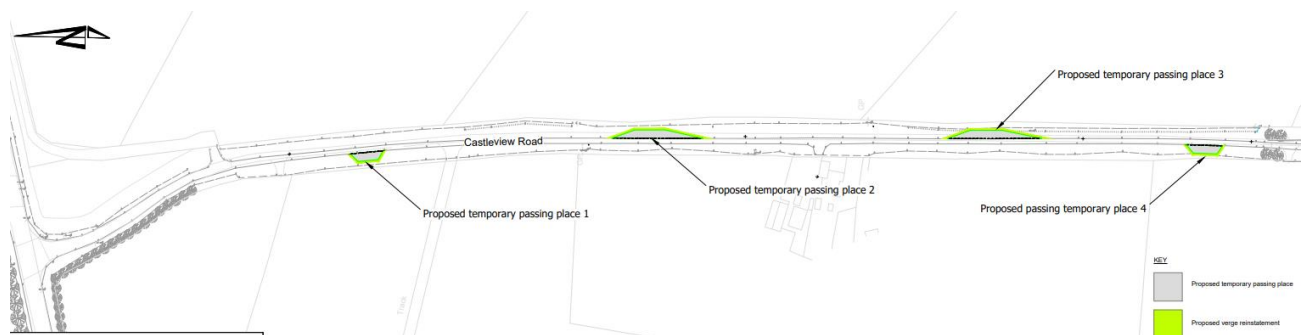 Proposed temporary passing place 3
Castleview Road
Proposed temporary passing place 2
Proposed temporary passing place 1
Proposed passing temporary place 4
Track
KEY
Proposed temporary passing place
Proposed verge reinstatement